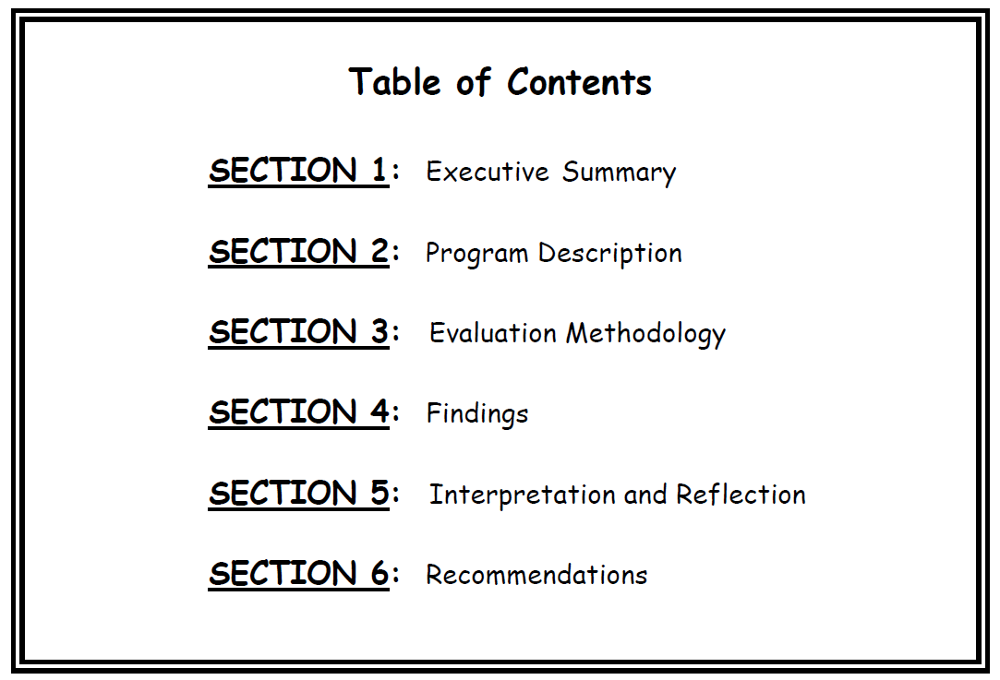 Table of Contents
SECTION 1: Executive Summary
SECTION 2: Program Description
SECTION 3: Evaluation Methodology
SECTION 4: Findings
SECTION 5: Interpretation and Reflection
SECTION 6: Recommendations